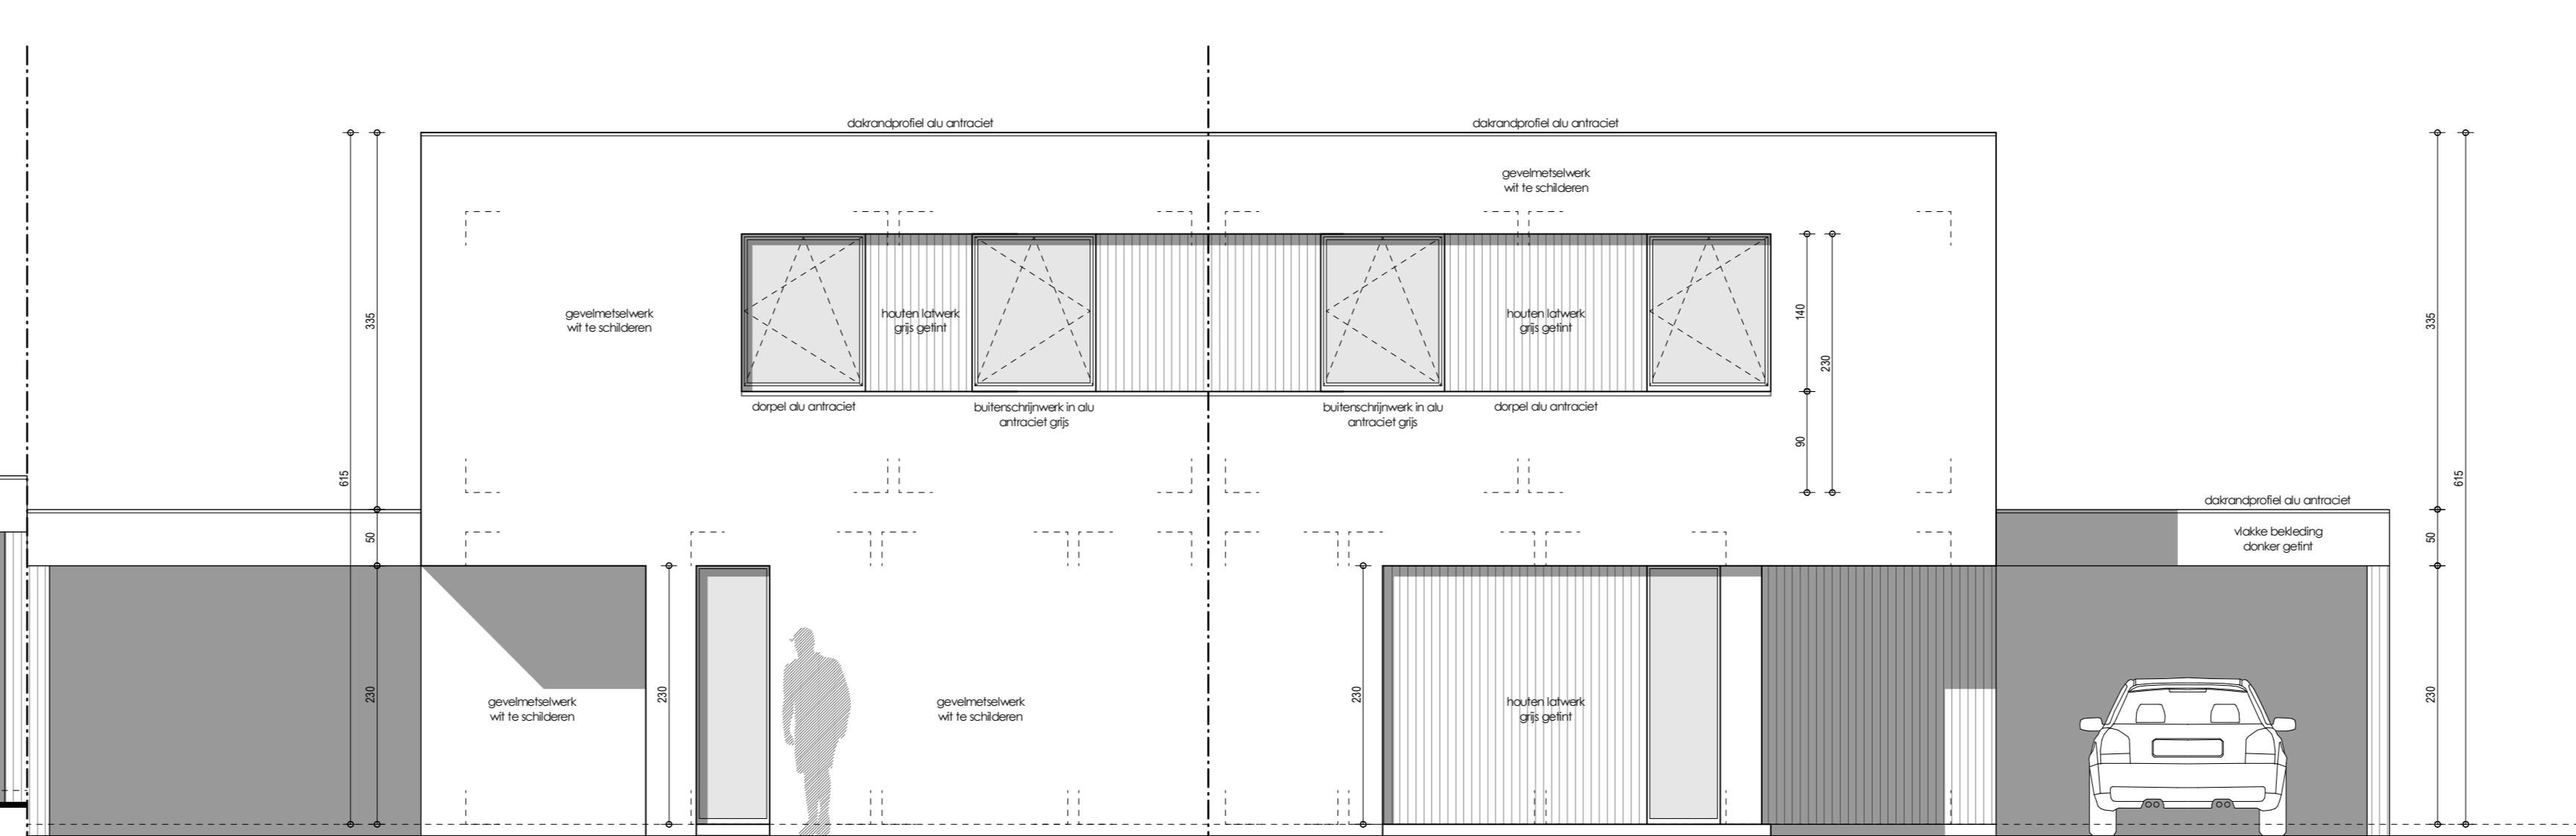 dakrandprofiel alu antraciet
dakrandprofiel alu antraciet
gevelmetselwerk
wit te schilderen
gevelmetselwerk
wit te schilderen
houten latwerk
grijs getint
houten latwerk
grijs getint
335
140
230
335
dorpel alu antraciet
buitenschrijnwerk in alu
antraciet grijs
buitenschrijnwerk in alu
antraciet grijs
dorpel alu antraciet
90
615
615
dakrandprofiel alu antraciet
50
vlakke bekleding
donker getint
50
230
gevelmetselwerk
wit te schilderen
230
gevelmetselwerk
wit te schilderen
230
houten latwerk
grijs getint
230